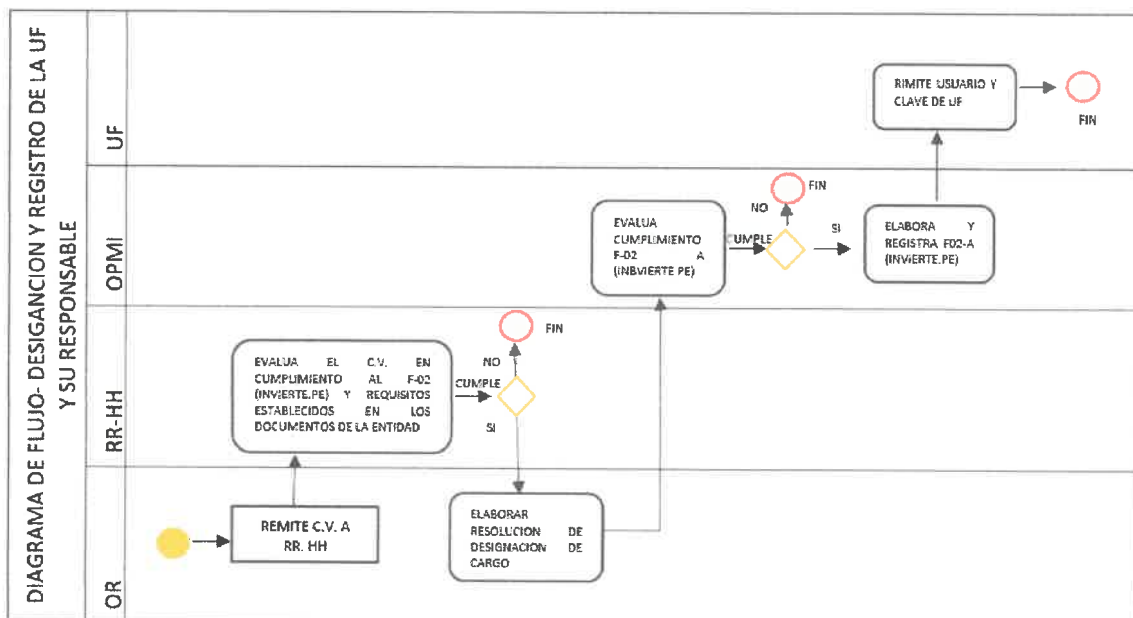 DIAGRAMA DE FLUJO- DESIGANCION Y REGISTRO DE LA UF
Y SU RESPONSABLE
UF
RIMITE USUARIO Y
CLAVE DE UF
FIN
OPMI
EVALUA
CUMPLIMIENTO
F-02 A
(INBVIERTE.PE)
CUMPLE
NO
FIN
SI
ELABORA Y
REGISTRA F02-A
(INVIERTE.PE)
RR-HH
EVALUA EL C.V. EN
CUMPLIMIENTO AL F-02
(INVIERTE.PE) Y REQUISITOS
ESTABLECIDOS EN LOS
DOCUMENTOS DE LA ENTIDAD
CUMPLE
NO
FIN
SI
OR
REMITE C.V. A
RR. HH
ELABORAR
RESOLUCION DE
DESIGNACION DE
CARGO